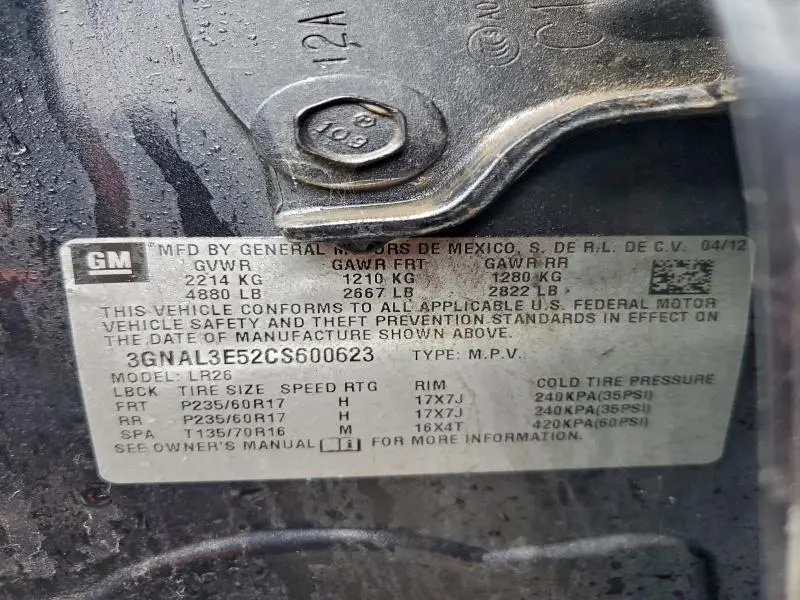 12A
10.9
GM
MFD BY GENERAL M ORS DE MEXICO, S. DE R.L. DE C.V. 04/12
GVWR GAWR FRT GAWR RR
2214 KG 1210 KG 1280 KG
4880 LB 2667 LB 2822 LB
THIS VEHICLE CONFORMS TO ALL APPLICABLE U.S. FEDERAL MOTOR
VEHICLE SAFETY, BUMPER, AND THEFT PREVENTION STANDARDS IN EFFECT ON
THE DATE OF MANUFACTURE SHOWN ABOVE.
3GNAL3E52CS600623 TYPE: M.P.V.
MODEL: LR26
LBCK TIRE SIZE SPEED RTG RIM COLD TIRE PRESSURE
FRT P235/60R17 H 17X7J 240KPA(35PSI)
RR P235/60R17 H 17X7J 240KPA(35PSI)
SPA T135/70R16 M 16X4T 420KPA(60PSI)
SEE OWNER'S MANUAL FOR MORE INFORMATION.